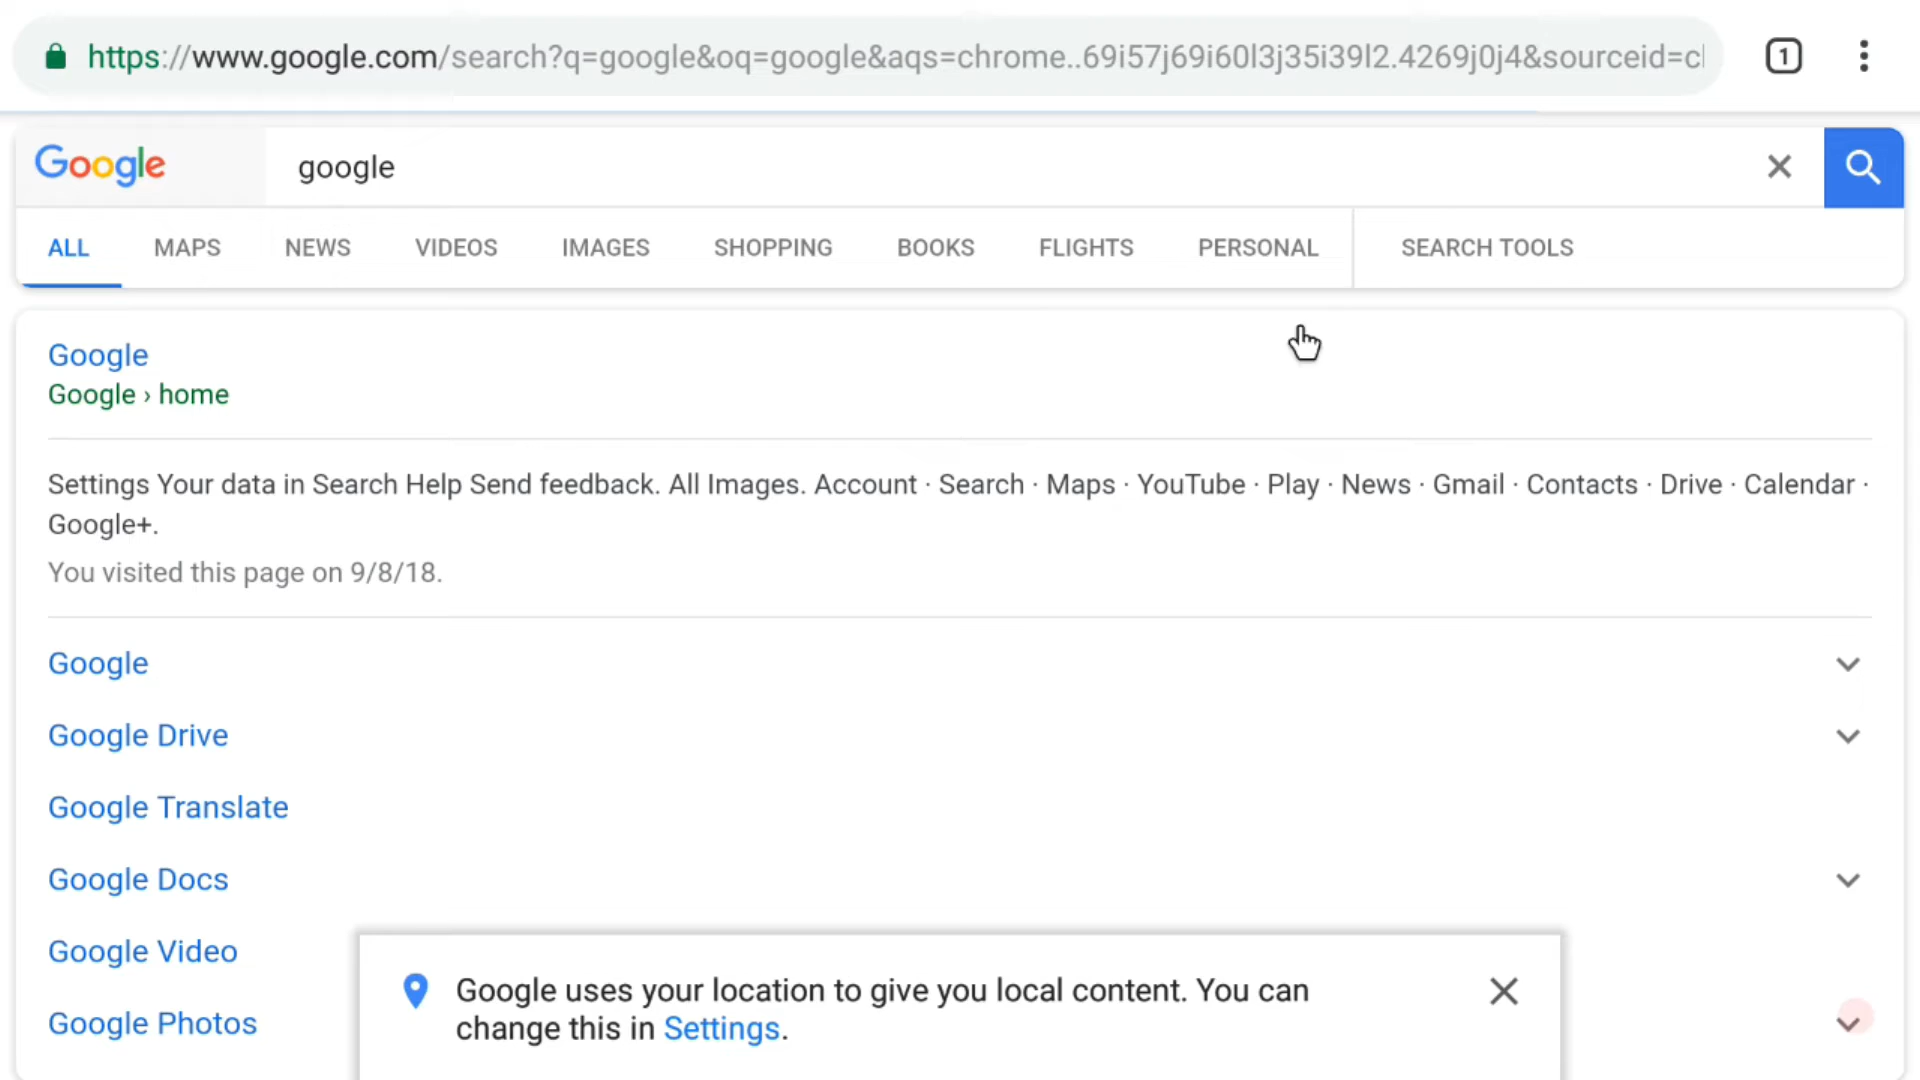 https://www.google.com/search?q=google&oq=google&aqs=chrome..69i57j69i60l3j35i39l2.4269j0j4&sourceid=cl
1
Google google
ALL MAPS NEWS VIDEOS IMAGES SHOPPING BOOKS FLIGHTS PERSONAL SEARCH TOOLS
Google
Google › home
Settings Your data in Search Help Send feedback. All Images. Account · Search · Maps · YouTube · Play · News · Gmail · Contacts · Drive · Calendar ·
Google+.
You visited this page on 9/8/18.
Google
Google Drive
Google Translate
Google Docs
Google Video
Google Photos
Google uses your location to give you local content. You can
change this in Settings.